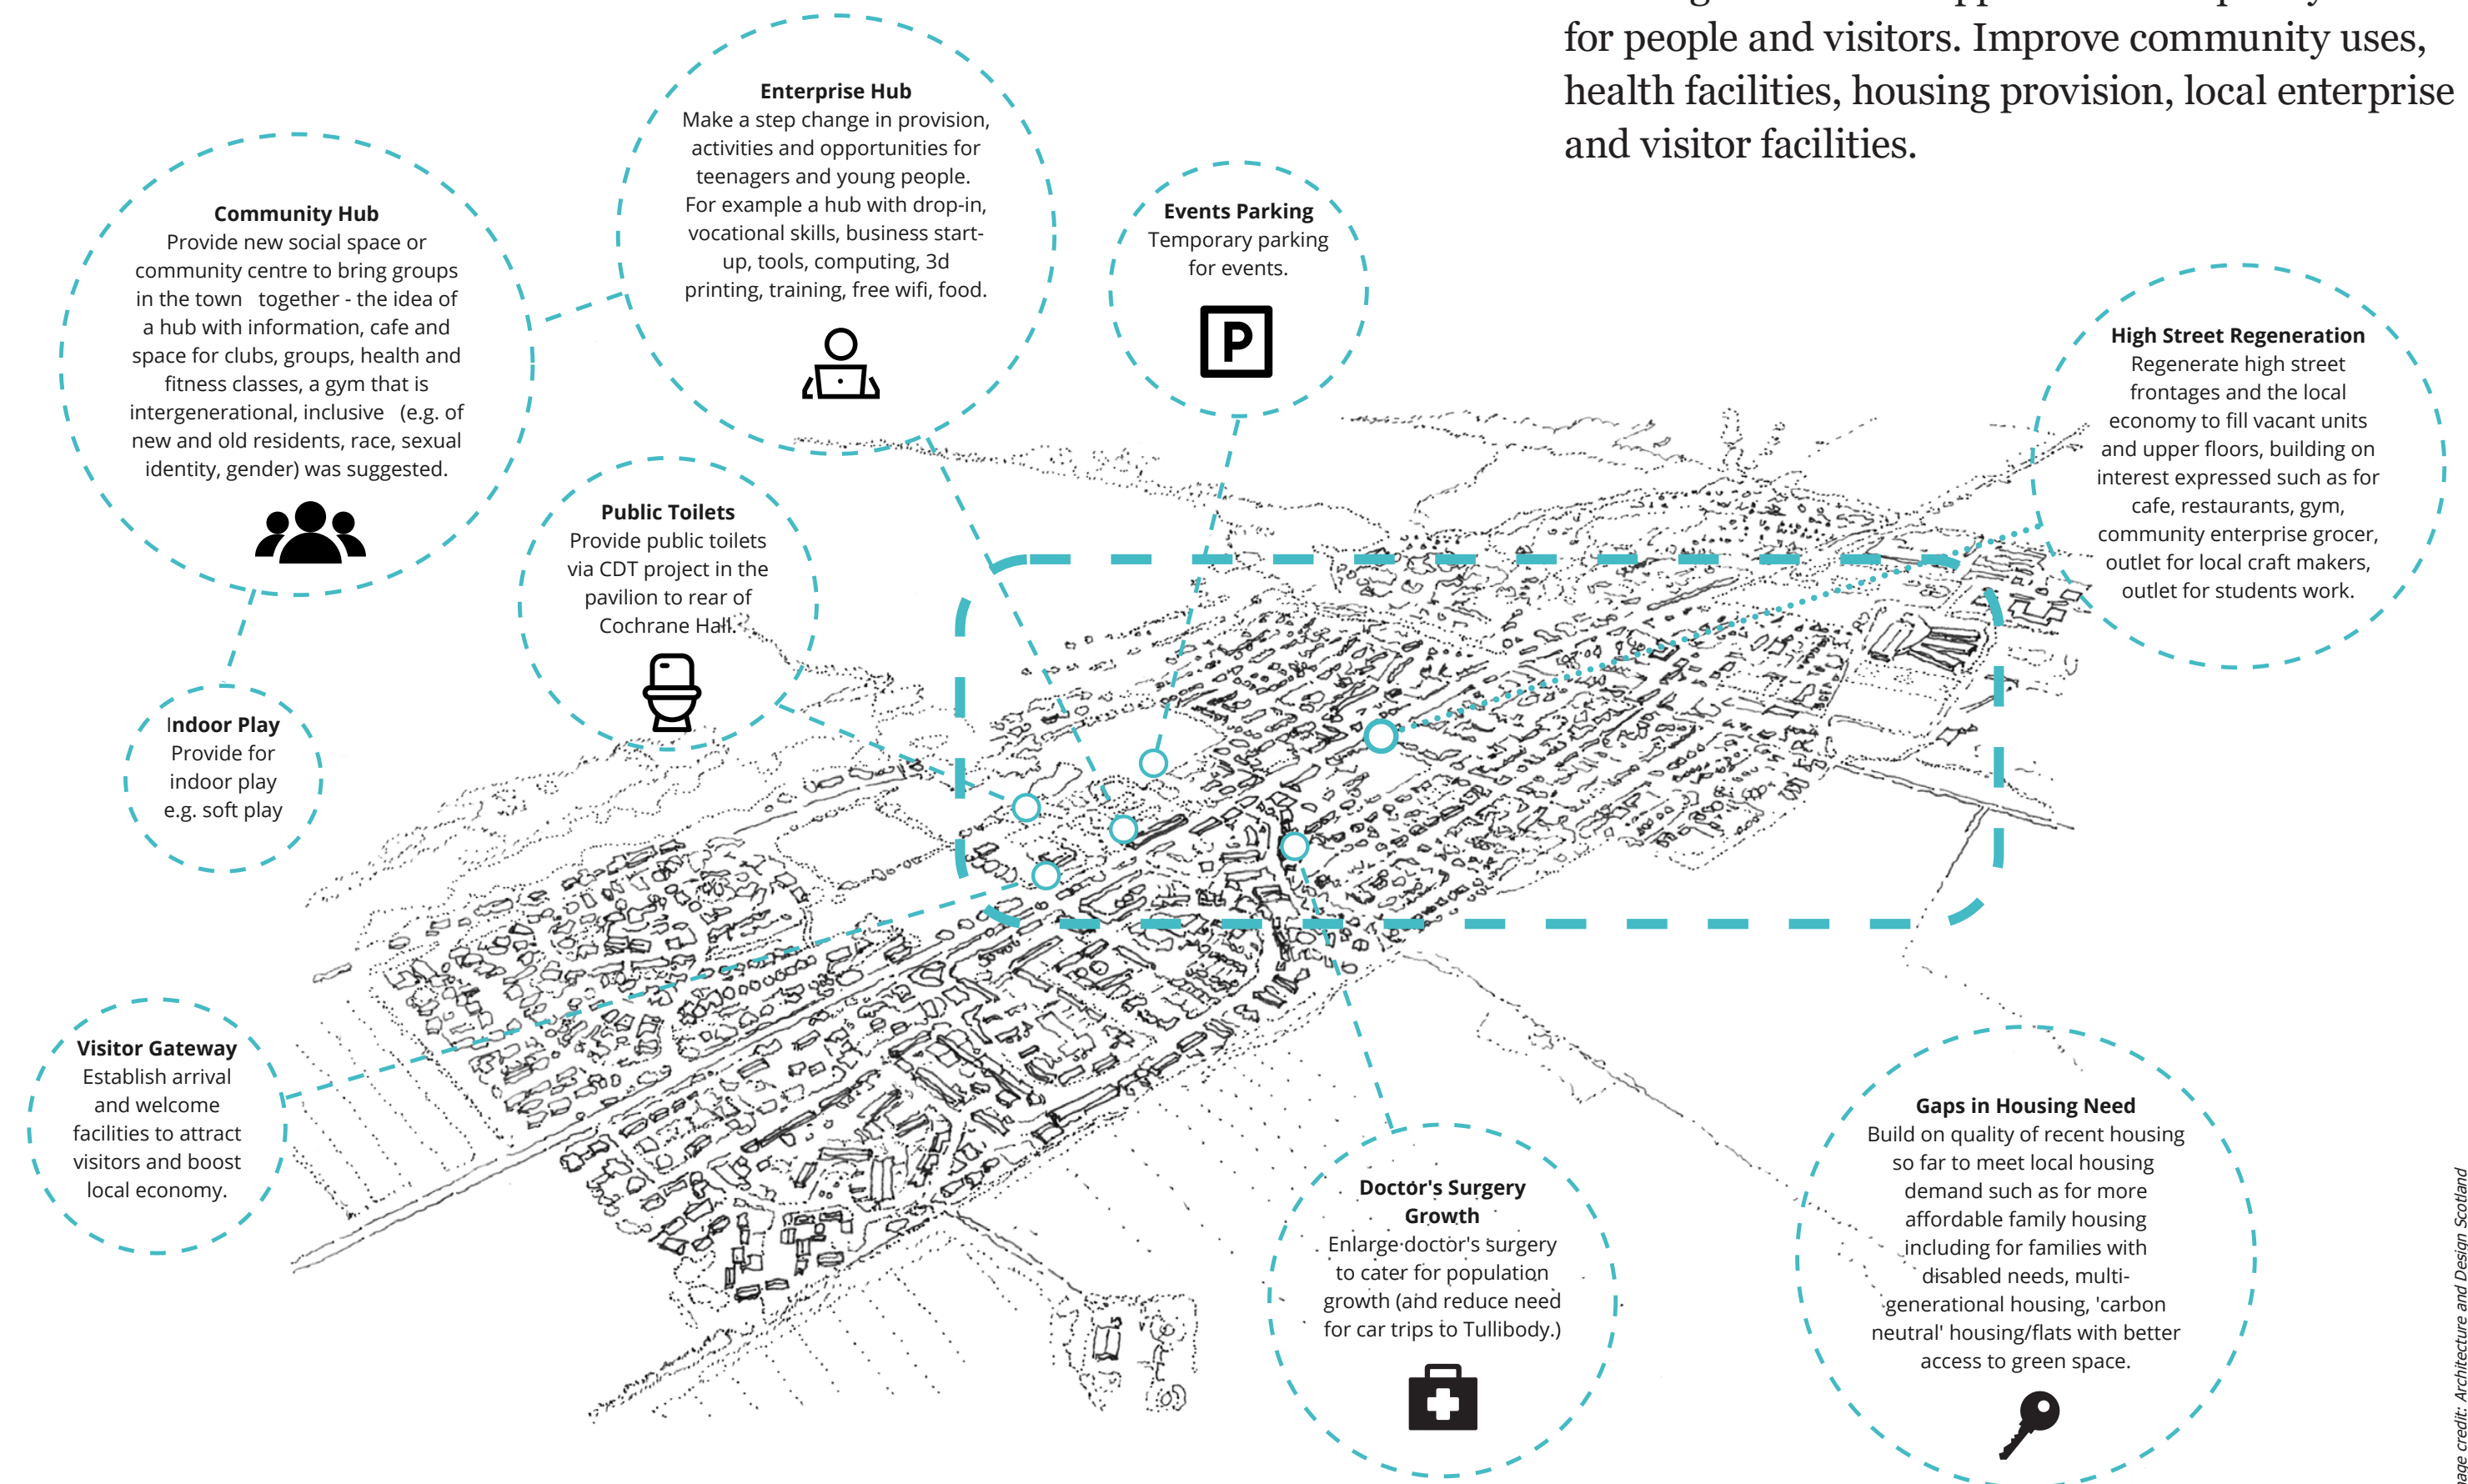 for people and visitors. Improve community uses,
health facilities, housing provision, local enterprise
and visitor facilities.
Enterprise Hub
Make a step change in provision,
activities and opportunities for
teenagers and young people.
For example a hub with drop-in,
vocational skills, business start-
up, tools, computing, 3d
printing, training, free wifi, food.
Community Hub
Provide new social space or
community centre to bring groups
in the town together - the idea of
a hub with information, cafe and
space for clubs, groups, health and
fitness classes, a gym that is
intergenerational, inclusive (e.g. of
new and old residents, race, sexual
identity, gender) was suggested.
Events Parking
Temporary parking
for events.
P
High Street Regeneration
Regenerate high street
frontages and the local
economy to fill vacant units
and upper floors, building on
interest expressed such as for
cafe, restaurants, gym,
community enterprise grocer,
outlet for local craft makers,
outlet for students work.
Public Toilets
Provide public toilets
via CDT project in the
pavilion to rear of
Cochrane Hall.
Indoor Play
Provide for
indoor play
e.g. soft play
Visitor Gateway
Establish arrival
and welcome
facilities to attract
visitors and boost
local economy.
Doctor's Surgery
Growth
Enlarge doctor's surgery
to cater for population
growth (and reduce need
for car trips to Tullibody.)
Gaps in Housing Need
Build on quality of recent housing
so far to meet local housing
demand such as for more
affordable family housing
including for families with
disabled needs, multi-
generational housing, 'carbon
neutral' housing/flats with better
access to green space.
credit: Architecture and Design Scotland